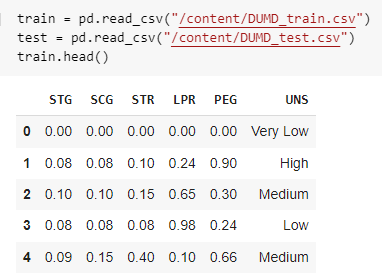 train = pd.read_csv("/content/DUMD_train.csv")
test = pd.read_csv("/content/DUMD_test.csv")
train.head()
STG SCG STR LPR PEG UNS
0 0.00 0.00 0.00 0.00 0.00 Very Low
1 0.08 0.08 0.10 0.24 0.90 High
2 0.10 0.10 0.15 0.65 0.30 Medium
3 0.08 0.08 0.08 0.98 0.24 Low
4 0.09 0.15 0.40 0.10 0.66 Medium